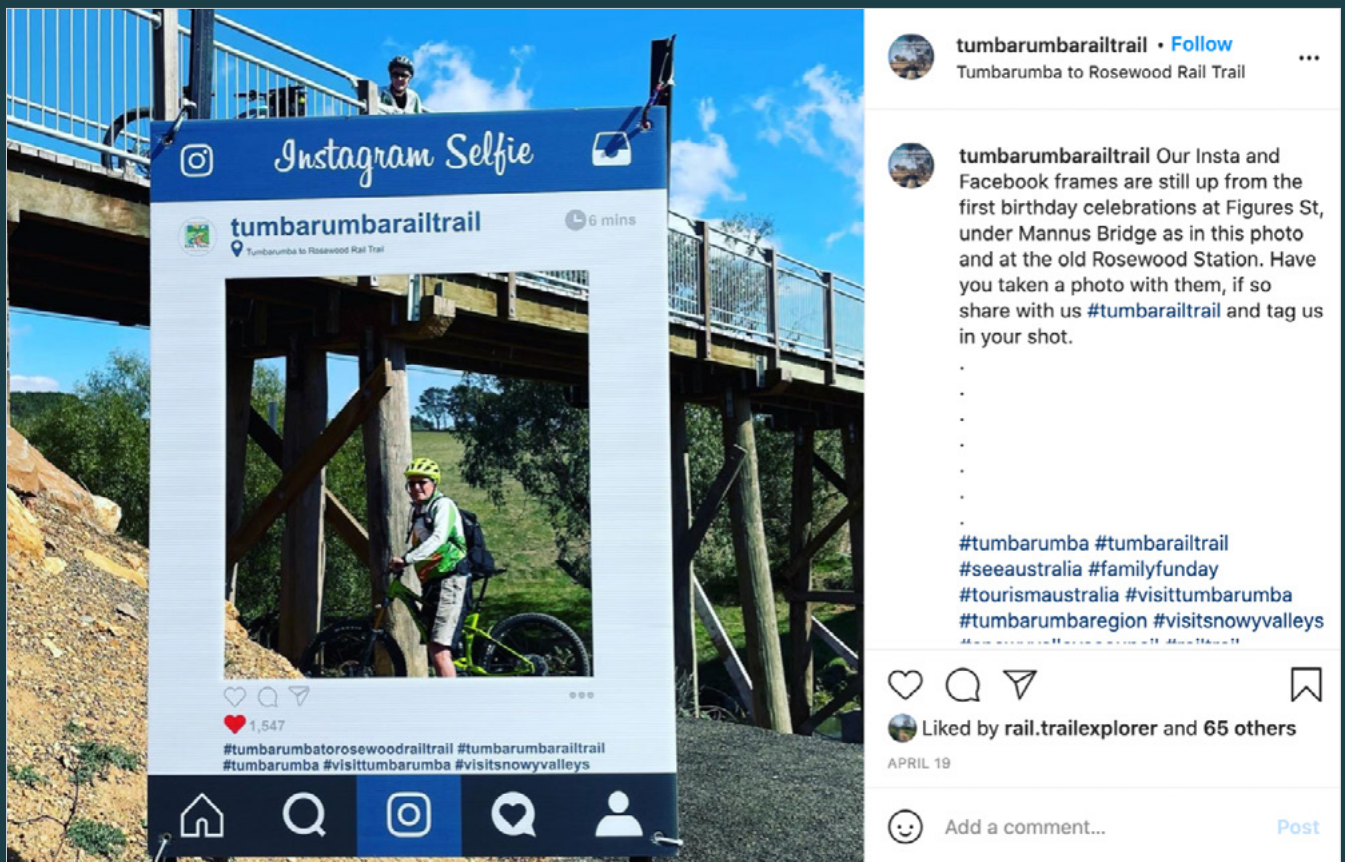 Instagram Selfie
tumbarumbarailtrail
6 mins
Tumbarumba to Rosewood Rail Trail
1,547
#tumbarumbatorosewoodrailtrail #tumbarumbarailtrail
#tumbarumba #visittumbarumba #visitsnowyvalleys
tumbarumbarailtrail • Follow
Tumbarumba to Rosewood Rail Trail
tumbarumbarailtrail Our Insta and
Facebook frames are still up from the
first birthday celebrations at Figures St,
under Mannus Bridge as in this photo
and at the old Rosewood Station. Have
you taken a photo with them, if so
share with us #tumbarailtrail and tag us
in your shot.
.
.
.
.
.
.
.
#tumbarumba #tumbarailtrail
#seeaustralia #familyfunday
#tourismaustralia #visittumbarumba
#tumbarumbaregion #visitsnowyvalleys
Liked by rail.trailexplorer and 65 others
APRIL 19
Add a comment...
Post